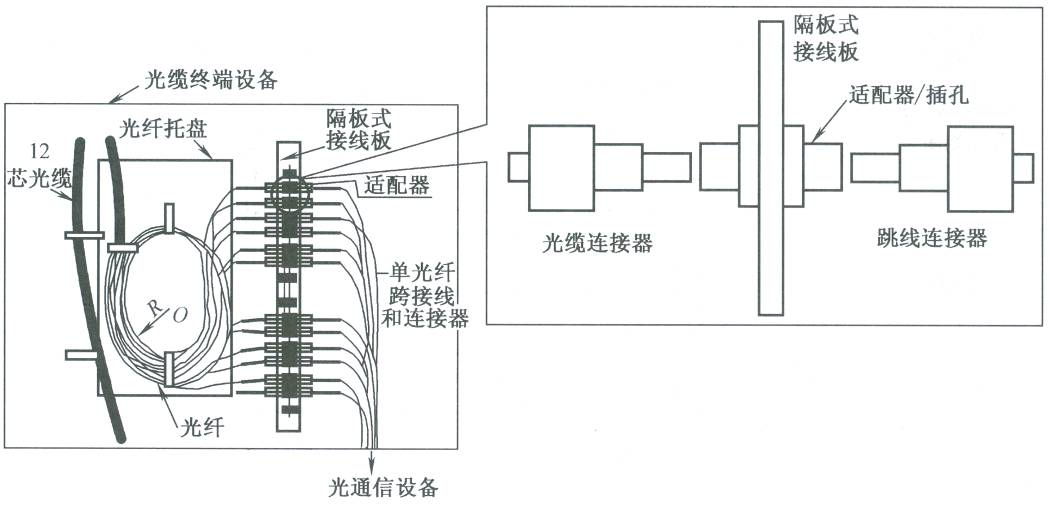 光缆终端设备
光纤托盘
隔板式
接线板
12
芯光缆
适配器
单光纤
跨接线
和连接器
R
O
光纤
光通信设备
隔板式
接线板
适配器/插孔
光缆连接器
跳线连接器